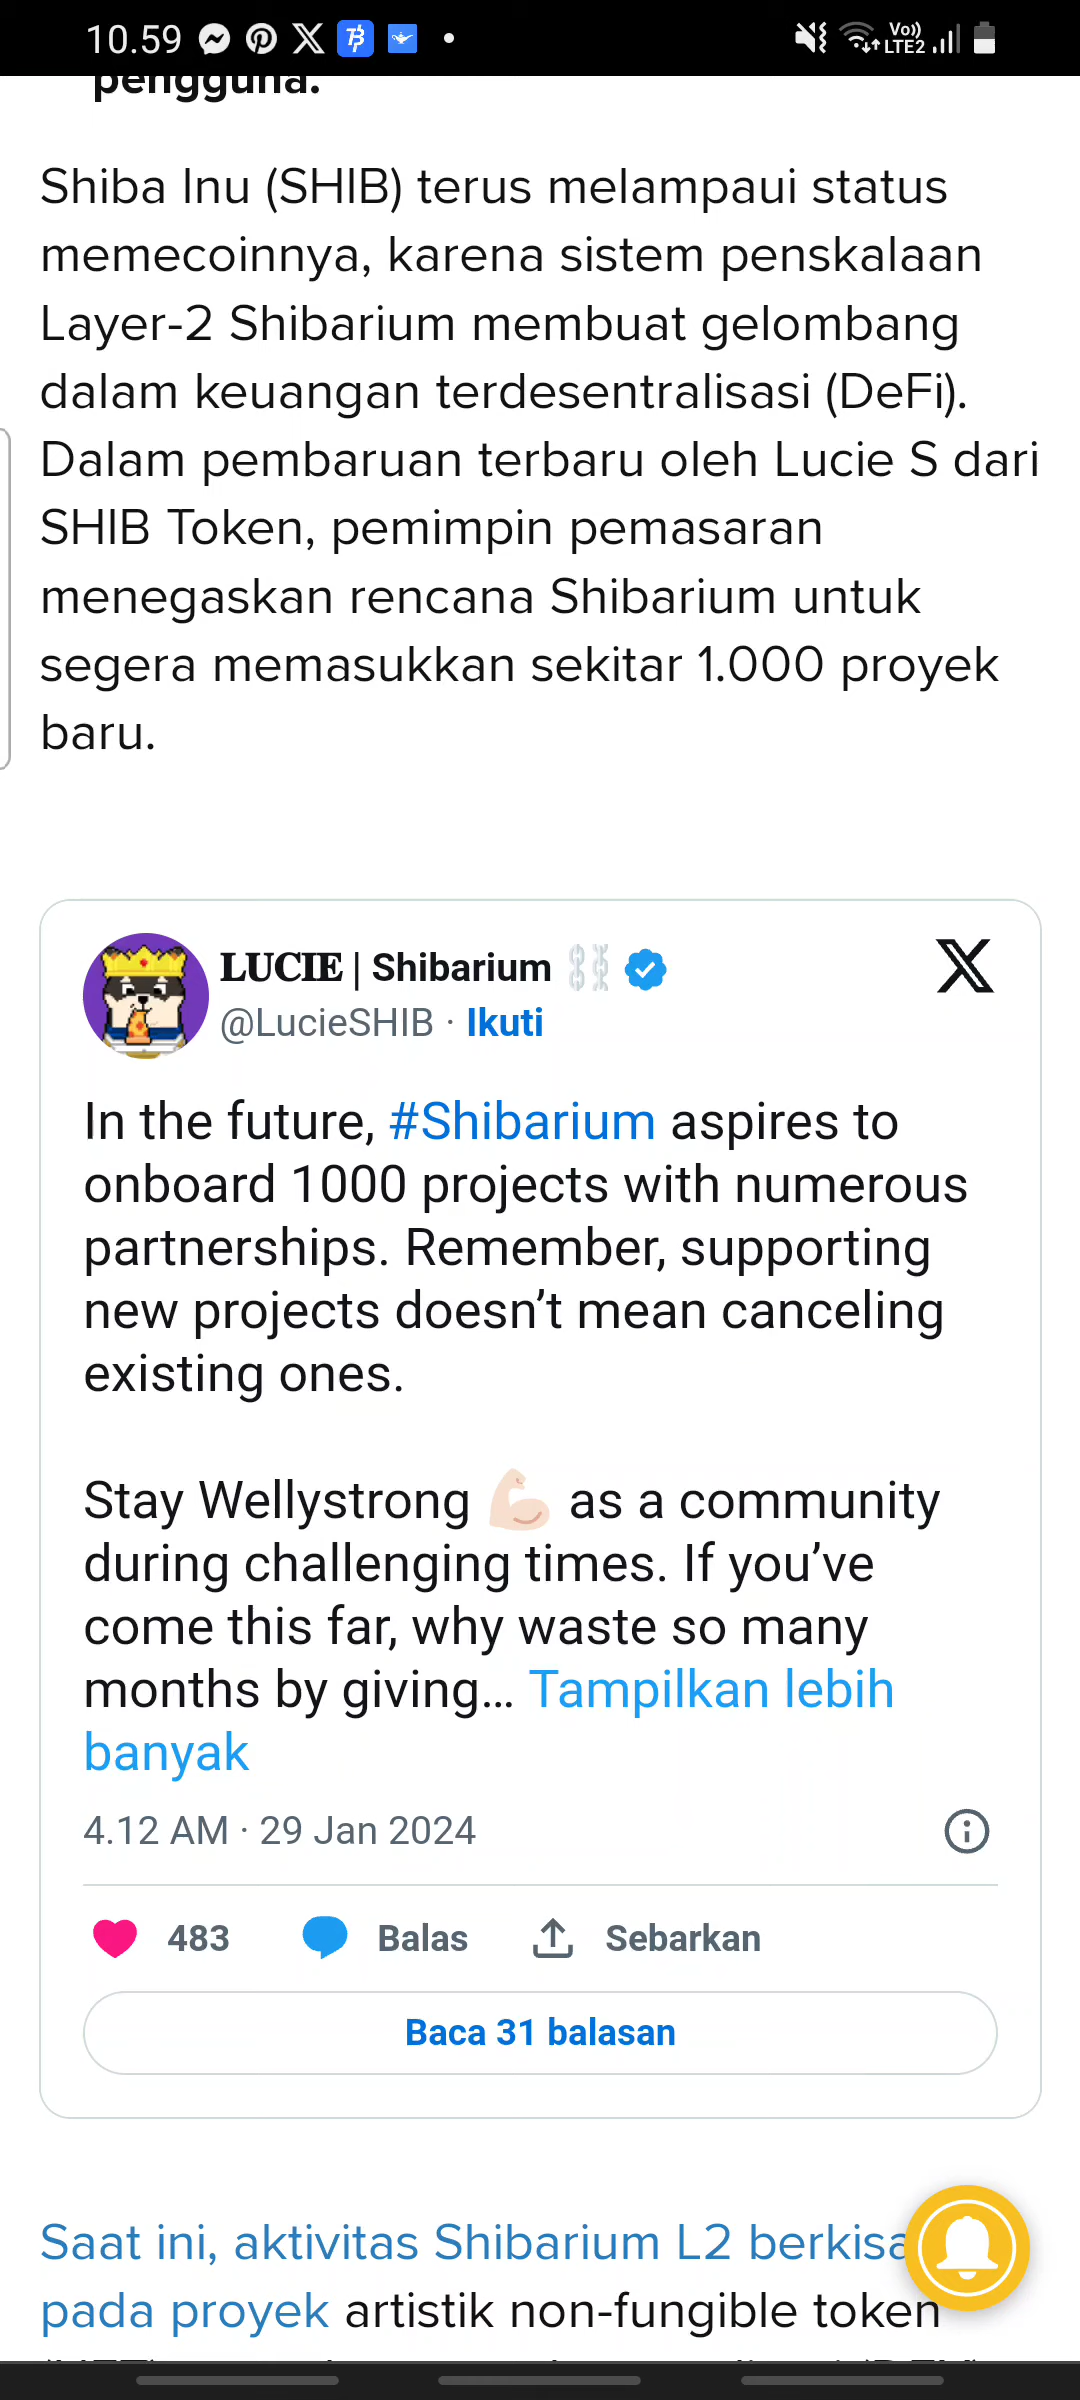 10.59
Vo))
LTE2
pengguna.
Shiba Inu (SHIB) terus melampaui status
memecoinnya, karena sistem penskalaan
Layer-2 Shibarium membuat gelombang
dalam keuangan terdesentralisasi (DeFi).
Dalam pembaruan terbaru oleh Lucie S dari
SHIB Token, pemimpin pemasaran
menegaskan rencana Shibarium untuk
segera memasukkan sekitar 1.000 proyek
baru.
𝐋𝐔𝐂𝐈𝐄 | Shibarium ⛓️⛓️
@LucieSHIB · Ikuti
In the future, #Shibarium aspires to
onboard 1000 projects with numerous
partnerships. Remember, supporting
new projects doesn’t mean canceling
existing ones.
Stay Wellystrong 💪🏻 as a community
during challenging times. If you’ve
come this far, why waste so many
months by giving… Tampilkan lebih
banyak
4.12 AM · 29 Jan 2024
483 Balas Sebarkan
Baca 31 balasan
Saat ini, aktivitas Shibarium L2 berkisa
pada proyek artistik non-fungible token